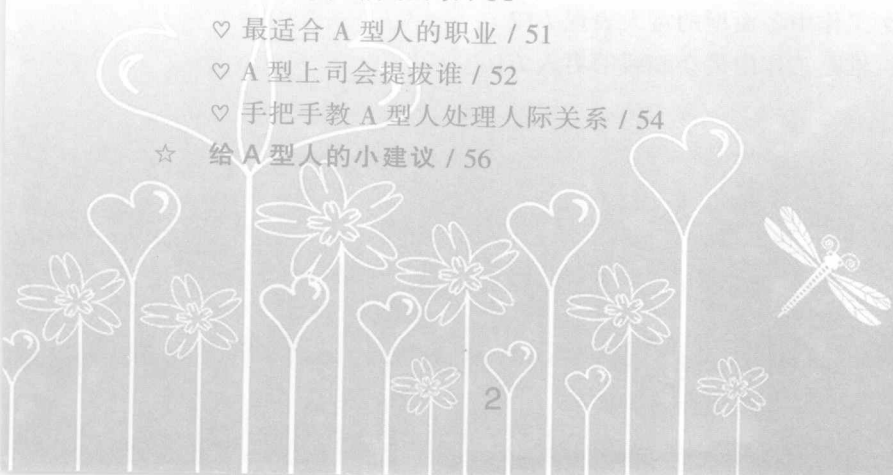 ♡ 最适合 A 型人的职业 / 51
♡ A 型上司会提拔谁 / 52
♡ 手把手教 A 型人处理人际关系 / 54
☆ 给 A 型人的小建议 / 56
2